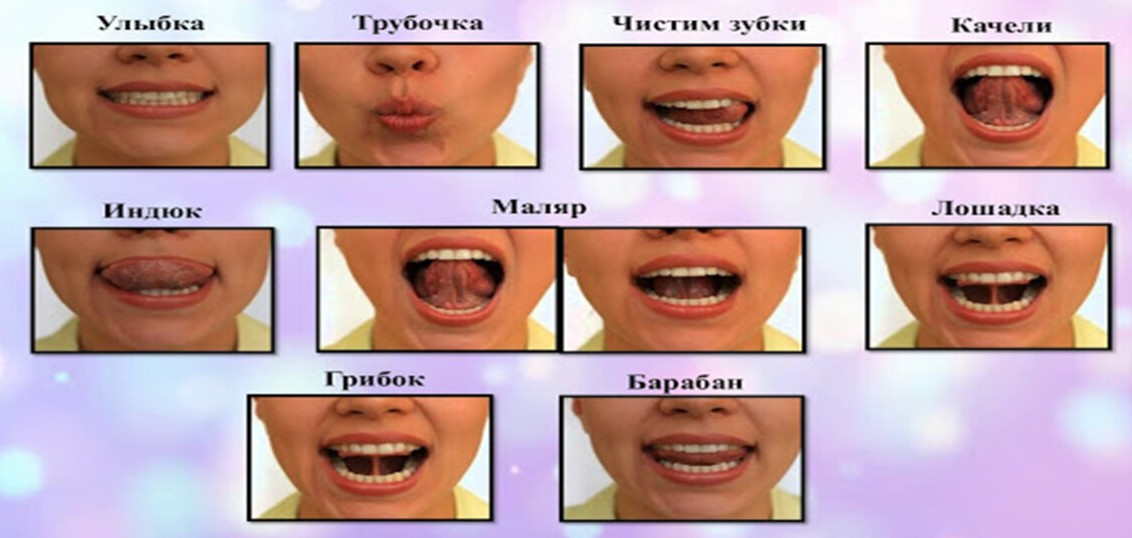 Улыбка
Трубочка
Чистим зубки
Качели
Индюк
Маляр
Лошадка
Грибок
Барабан